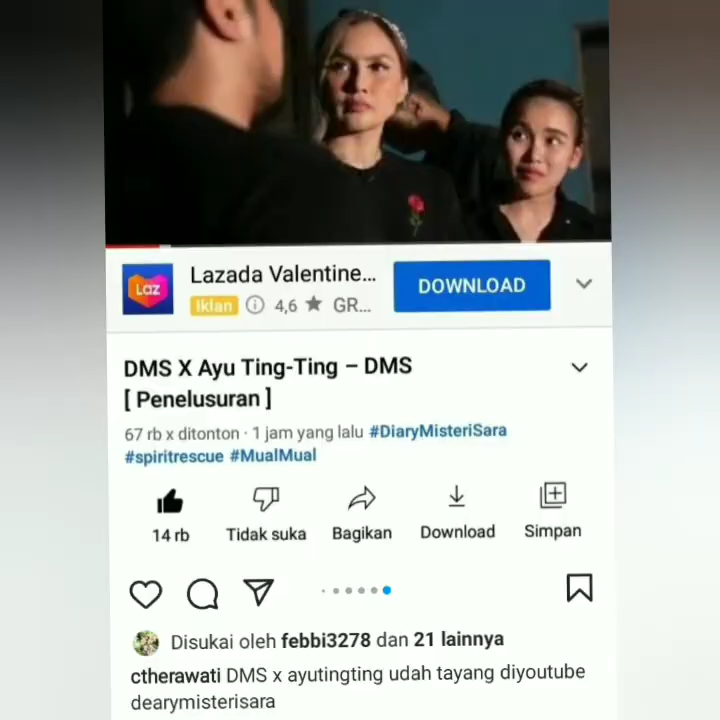 Laz
Lazada Valentine...
DOWNLOAD
Iklan 4,6 ★ GR...
DMS X Ayu Ting-Ting – DMS
[ Penelusuran ]
67 rb x ditonton · 1 jam yang lalu #DiaryMisteriSara
#spiritrescue #MualMual
14 rb Tidak suka Bagikan Download Simpan
Disukai oleh febbi3278 dan 21 lainnya
ctherawati DMS x ayutingting udah tayang diyoutube
dearymisterisara